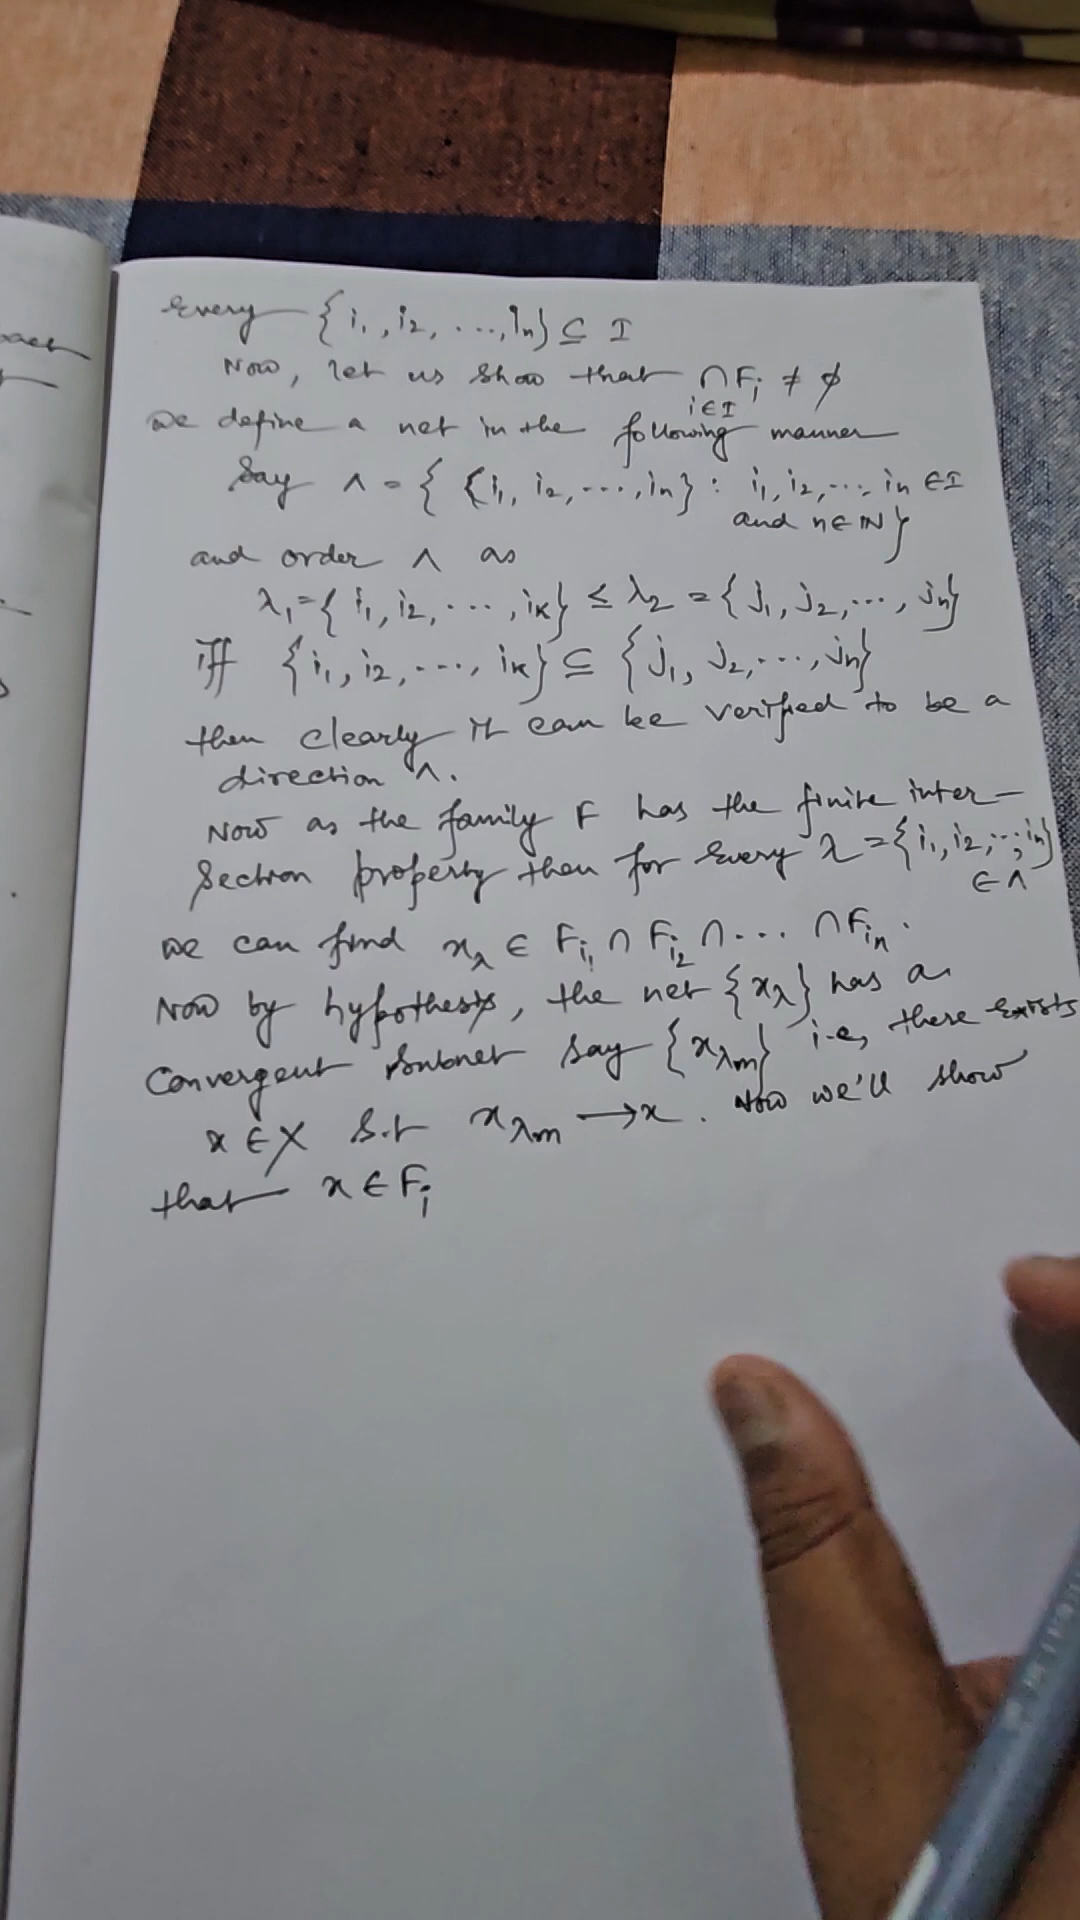 every {i₁, i₂, ..., iₙ} ⊆ I
Now, let us show that ∩ Fᵢ ≠ ϕ
i∈I
we define a net in the following manner
Say Λ = { {i₁, i₂, ..., iₙ} : i₁, i₂, ..., iₙ ∈ I
and n ∈ ℕ}
and order Λ as
λ₁ = { i₁, i₂, ..., iₖ} ≤ λ₂ = {j₁, j₂, ..., jₙ}
iff {i₁, i₂, ..., iₖ} ⊆ {j₁, j₂, ..., jₙ}
then clearly it can be verified to be a
direction Λ.
Now as the family F has the finite inter-
section property then for every λ = {i₁, i₂, ..., iₙ}
∈ Λ
we can find x_λ ∈ F_i₁ ∩ F_i₂ ∩ ... ∩ F_iₙ.
Now by hypothesis, the net {x_λ} has a
convergent subnet say {x_λm} i.e, there exists
x ∈ X s.t x_λm → x. Now we'll show
that x ∈ Fᵢ